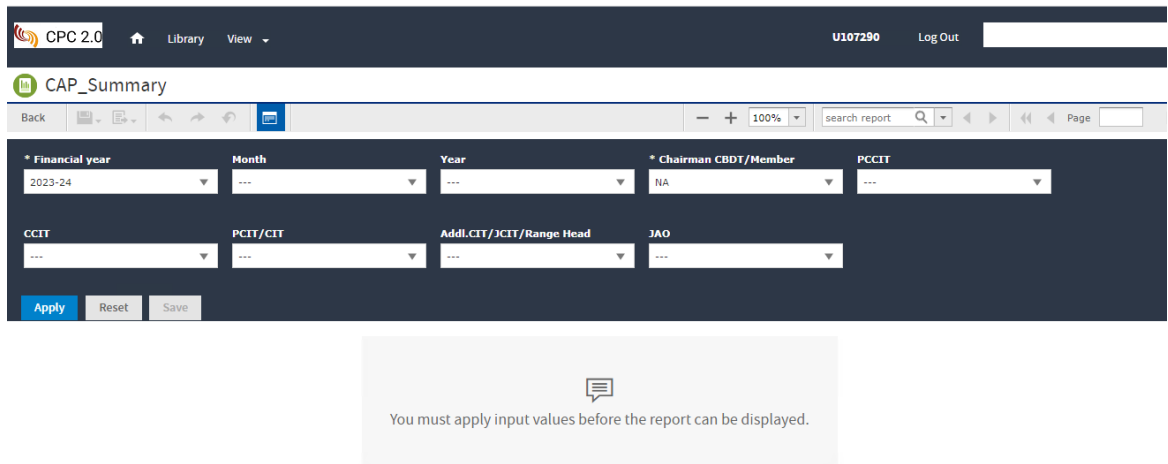 CPC 2.0 Library View U107290 Log Out
CAP_Summary
Back 100% search report Page
* Financial year Month Year * Chairman CBDT/Member PCCIT
2023-24 --- --- NA ---
CCIT PCIT/CIT Addl.CIT/JCIT/Range Head JAO
--- --- --- ---
Apply Reset Save
You must apply input values before the report can be displayed.